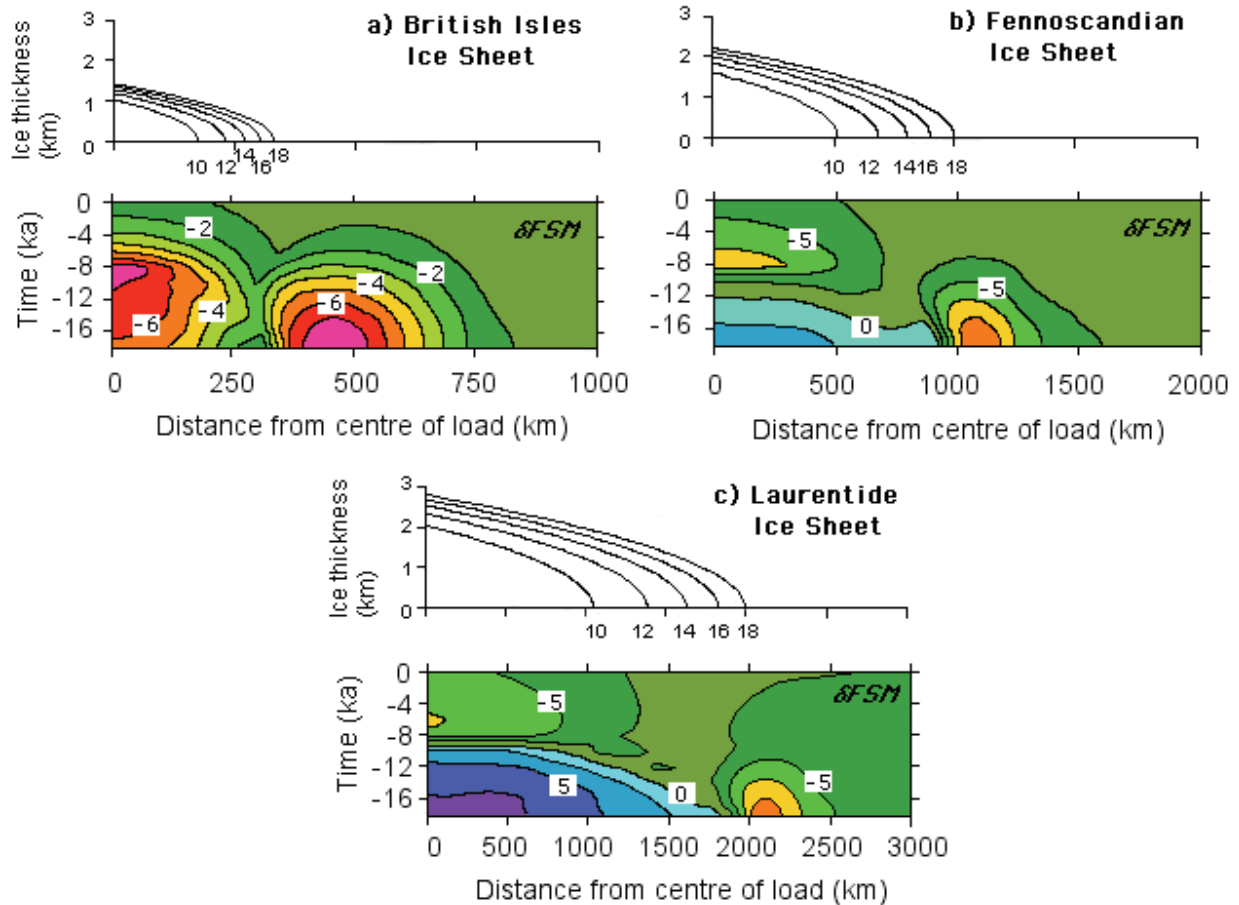 a) British Isles
Ice Sheet
Ice thickness
(km)
3
2
1
0
10 12 14 16 18
δFSM
Time (ka)
0
-4
-8
-12
-16
-2
-2
-4
-4
-6
-6
0 250 500 750 1000
Distance from centre of load (km)
b) Fennoscandian
Ice Sheet
3
2
1
0
10 12 14 16 18
δFSM
0
-4
-8
-12
-16
-5
-5
0
0 500 1000 1500 2000
Distance from centre of load (km)
c) Laurentide
Ice Sheet
Ice thickness
(km)
3
2
1
0
10 12 14 16 18
δFSM
Time (ka)
0
-4
-8
-12
-16
-5
-5
5
0
0 500 1000 1500 2000 2500 3000
Distance from centre of load (km)